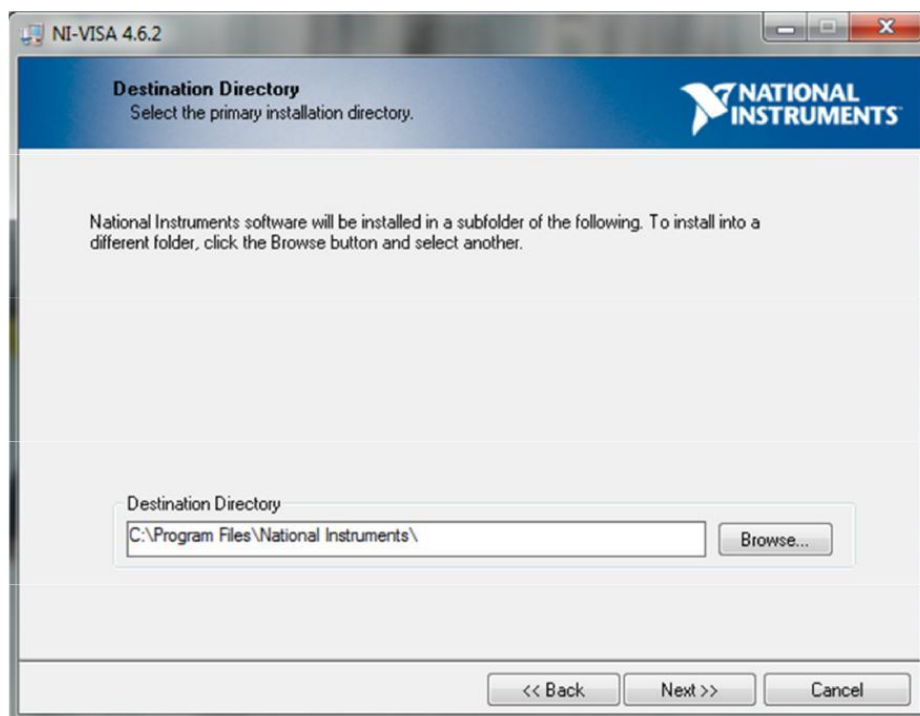 NI-VISA 4.6.2
Destination Directory
Select the primary installation directory.
NATIONAL
INSTRUMENTS
National Instruments software will be installed in a subfolder of the following. To install into a
different folder, click the Browse button and select another.
Destination Directory
C:\Program Files\National Instruments\
Browse...
<< Back
Next >>
Cancel